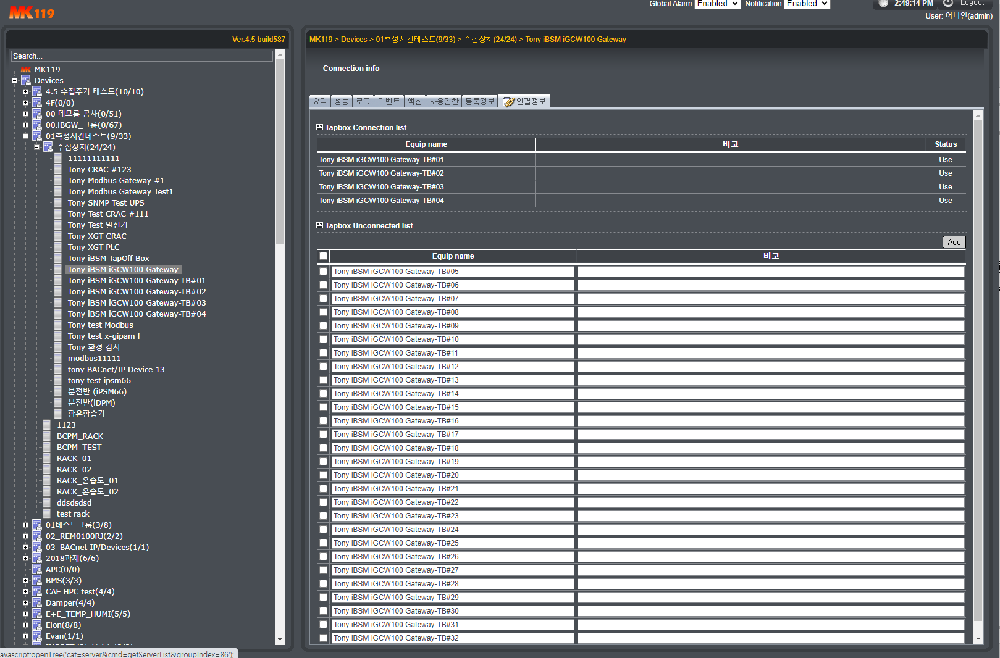 Global Alarm Enabled Notification Enabled 2:49:14 PM Logout
MK119
User: 어니언(admin)
Ver.4.5 build587
Search...
MK119
Devices
4.5 수집주기 테스트(10/10)
4F(0/0)
00 데모룸 공사(0/51)
00.iBGW_그룹(0/67)
01측정시간테스트(9/33)
수집장치(24/24)
11111111111
Tony CRAC #123
Tony Modbus Gateway #1
Tony Modbus Gateway Test1
Tony SNMP Test UPS
Tony Test CRAC #111
Tony Test 발전기
Tony XGT CRAC
Tony XGT PLC
Tony iBSM TapOff Box
Tony iBSM iGCW100 Gateway
Tony iBSM iGCW100 Gateway-TB#01
Tony iBSM iGCW100 Gateway-TB#02
Tony iBSM iGCW100 Gateway-TB#03
Tony iBSM iGCW100 Gateway-TB#04
Tony test Modbus
Tony test x-gipam f
Tony 환경 감시
modbus11111
tony BACnet/IP Device 13
tony test ipsm66
분전반 (iPSM66)
분전반(iDPM)
항온항습기
1123
BCPM_RACK
BCPM_TEST
RACK_01
RACK_02
RACK_온습도_01
RACK_온습도_02
ddsdsdsd
test rack
01테스트그룹(3/8)
02_REM0100RJ(2/2)
03_BACnet IP/Devices(1/1)
2018과제(6/6)
APC(0/0)
BMS(3/3)
CAE HPC test(4/4)
Damper(4/4)
E+E_TEMP_HUMI(5/5)
Elon(8/8)
Evan(1/1)
avascript:openTree('cat=server&cmd=getServerList&groupIndex=86');
MK119 > Devices > 01측정시간테스트(9/33) > 수집장치(24/24) > Tony iBSM iGCW100 Gateway
Connection info
요약 성능 로그 이벤트 액션 사용권한 등록정보 연결정보
Tapbox Connection list
Equip name 비고 Status
Tony iBSM iGCW100 Gateway-TB#01 Use
Tony iBSM iGCW100 Gateway-TB#02 Use
Tony iBSM iGCW100 Gateway-TB#03 Use
Tony iBSM iGCW100 Gateway-TB#04 Use
Tapbox Unconnected list
Add
Equip name 비고
Tony iBSM iGCW100 Gateway-TB#05
Tony iBSM iGCW100 Gateway-TB#06
Tony iBSM iGCW100 Gateway-TB#07
Tony iBSM iGCW100 Gateway-TB#08
Tony iBSM iGCW100 Gateway-TB#09
Tony iBSM iGCW100 Gateway-TB#10
Tony iBSM iGCW100 Gateway-TB#11
Tony iBSM iGCW100 Gateway-TB#12
Tony iBSM iGCW100 Gateway-TB#13
Tony iBSM iGCW100 Gateway-TB#14
Tony iBSM iGCW100 Gateway-TB#15
Tony iBSM iGCW100 Gateway-TB#16
Tony iBSM iGCW100 Gateway-TB#17
Tony iBSM iGCW100 Gateway-TB#18
Tony iBSM iGCW100 Gateway-TB#19
Tony iBSM iGCW100 Gateway-TB#20
Tony iBSM iGCW100 Gateway-TB#21
Tony iBSM iGCW100 Gateway-TB#22
Tony iBSM iGCW100 Gateway-TB#23
Tony iBSM iGCW100 Gateway-TB#24
Tony iBSM iGCW100 Gateway-TB#25
Tony iBSM iGCW100 Gateway-TB#26
Tony iBSM iGCW100 Gateway-TB#27
Tony iBSM iGCW100 Gateway-TB#28
Tony iBSM iGCW100 Gateway-TB#29
Tony iBSM iGCW100 Gateway-TB#30
Tony iBSM iGCW100 Gateway-TB#31
Tony iBSM iGCW100 Gateway-TB#32